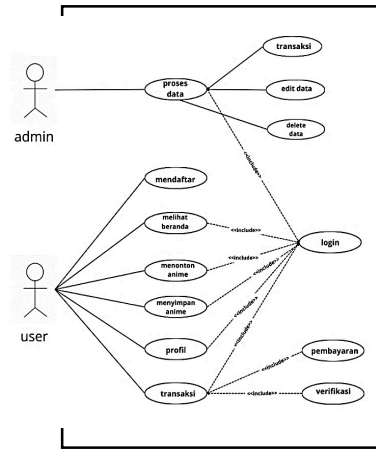 transaksi
proses
data
edit data
delete
data
admin
<<include>>
mendaftar
melihat
beranda
<<include>>
login
<<include>>
menonton
anime
<<include>>
menyimpan
anime
<<include>>
user
<<include>>
profil
pembayaran
<<include>>
transaksi
<<include>>
verifikasi